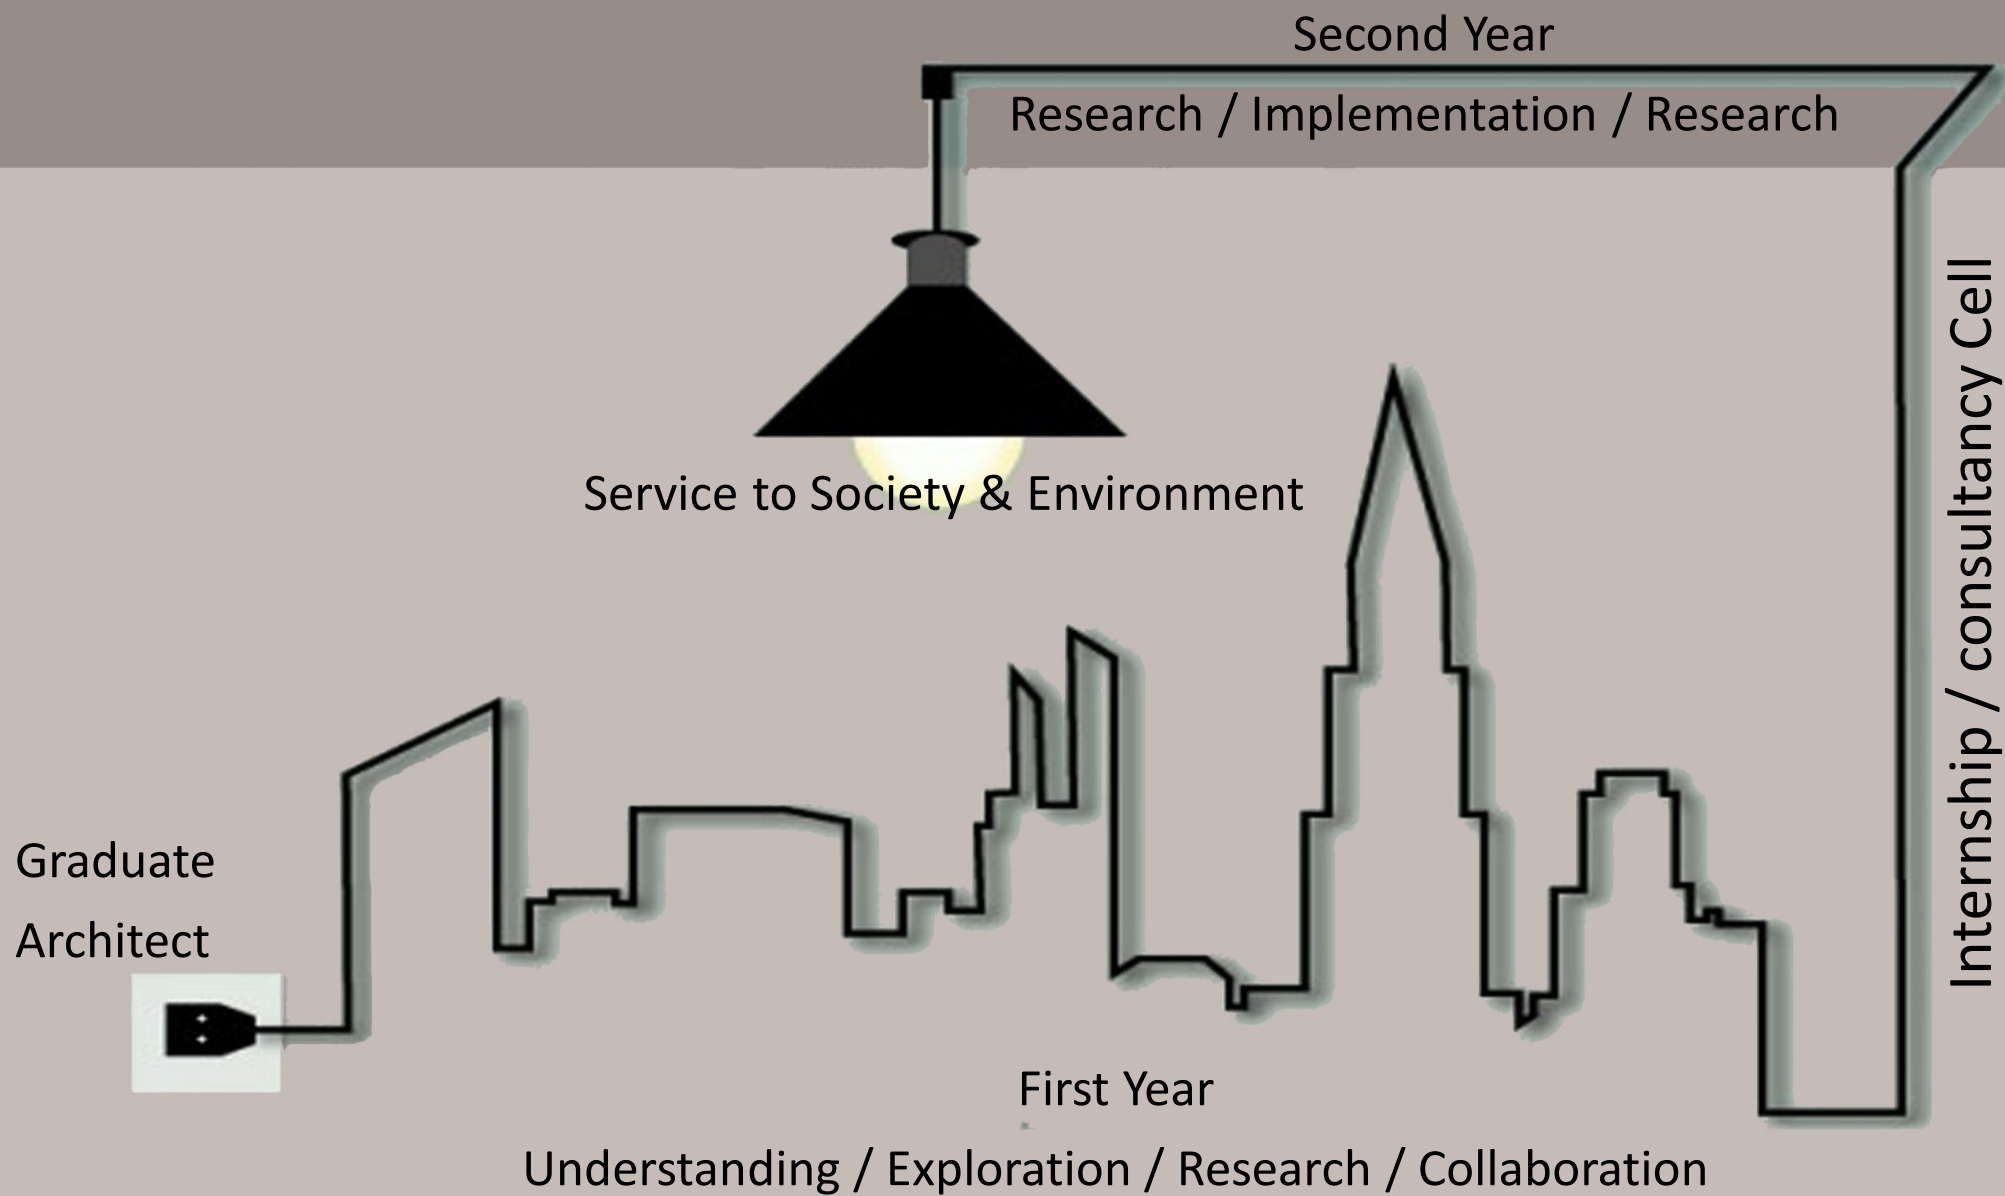 Second Year
Research / Implementation / Research
Internship / consultancy Cell
Service to Society & Environment
Graduate
Architect
First Year
Understanding / Exploration / Research / Collaboration